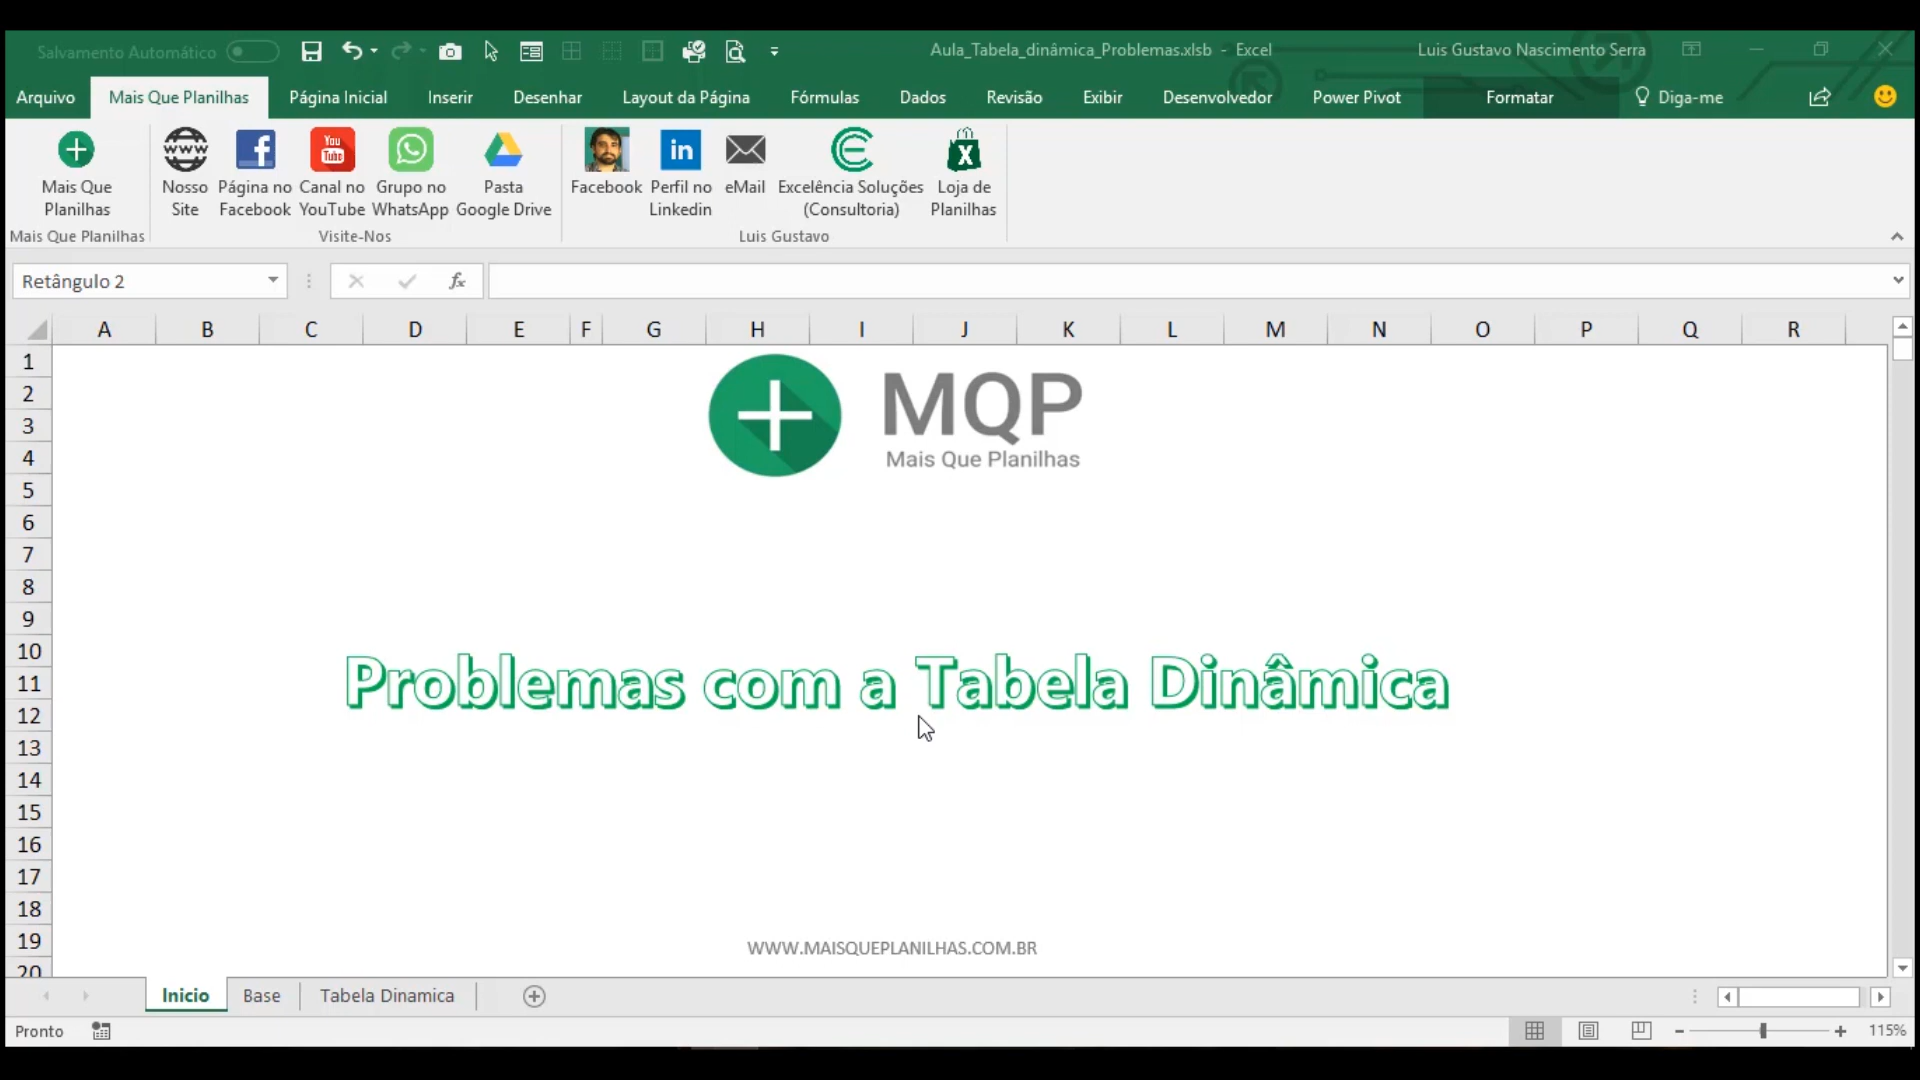 Salvamento Automático
Aula_Tabela_dinâmica_Problemas.xlsb - Excel
Luis Gustavo Nascimento Serra
Arquivo Mais Que Planilhas Página Inicial Inserir Desenhar Layout da Página Fórmulas Dados Revisão Exibir Desenvolvedor Power Pivot Formatar Diga-me
Mais Que Planilhas
Nosso Site
Página no Facebook
You Tube
Canal no YouTube
Grupo no WhatsApp
Pasta Google Drive
Facebook
in
Perfil no Linkedin
eMail
Excelência Soluções (Consultoria)
Loja de Planilhas
Mais Que Planilhas Visite-Nos Luis Gustavo
Retângulo 2 fx
A B C D E F G H I J K L M N O P Q R
1
2
3
4
5
6
7
8
9
10
11
12
13
14
15
16
17
18
19
20
MQP
Mais Que Planilhas
Problemas com a Tabela Dinâmica
WWW.MAISQUEPLANILHAS.COM.BR
Inicio Base Tabela Dinamica
Pronto 115%